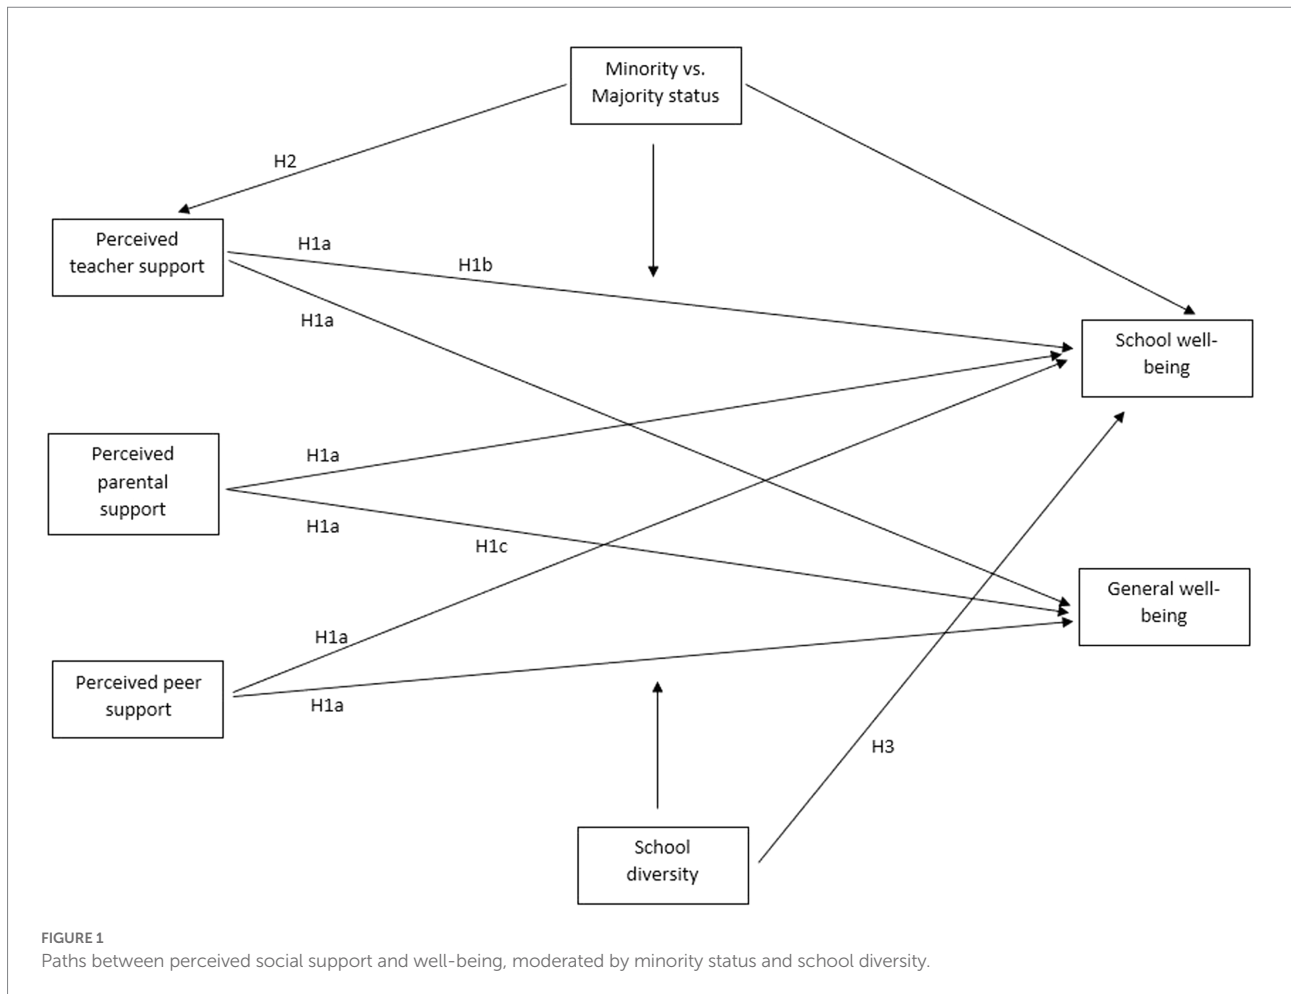 Minority vs.
Majority status
H2
Perceived
teacher support
H1a
H1b
H1a
School well-
being
Perceived
parental
support
H1a
H1a
H1c
General well-
being
Perceived peer
support
H1a
H1a
H3
School
diversity
FIGURE 1
Paths between perceived social support and well-being, moderated by minority status and school diversity.